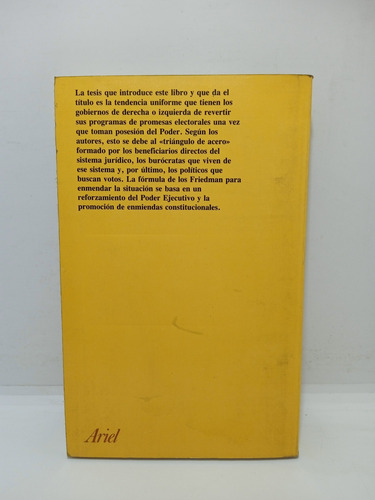 La tesis que introduce este libro y que da el
título es la tendencia uniforme que tienen los
gobiernos de derecha o izquierda de revertir
sus programas de promesas electorales una vez
que toman posesión del Poder. Según los
autores, esto se debe al «triángulo de acero»
formado por los beneficiarios directos del
sistema jurídico, los burócratas que viven de
ese sistema y, por último, los políticos que
buscan votos. La fórmula de los Friedman para
enmendar la situación se basa en un
reforzamiento del Poder Ejecutivo y la
promoción de enmiendas constitucionales.
Ariel